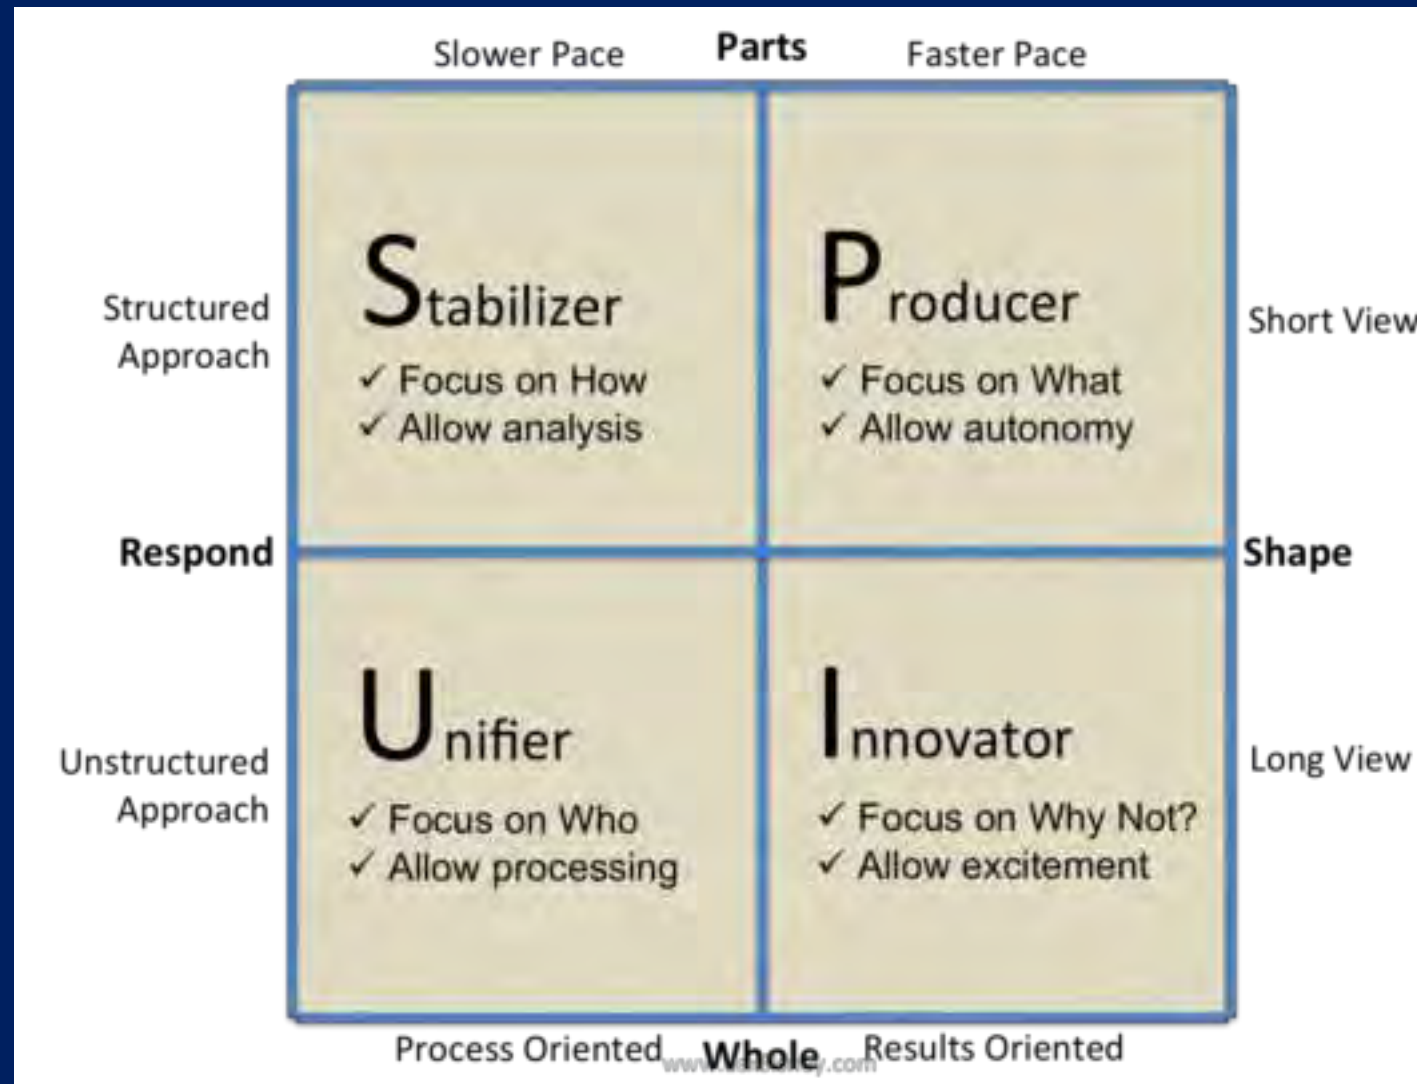 Slower Pace Parts Faster Pace
Structured
Approach
Stabilizer
✓ Focus on How
✓ Allow analysis
Producer
✓ Focus on What
✓ Allow autonomy
Short View
Respond
Shape
Unstructured
Approach
Unifier
✓ Focus on Who
✓ Allow processing
Innovator
✓ Focus on Why Not?
✓ Allow excitement
Long View
Process Oriented Whole Results Oriented